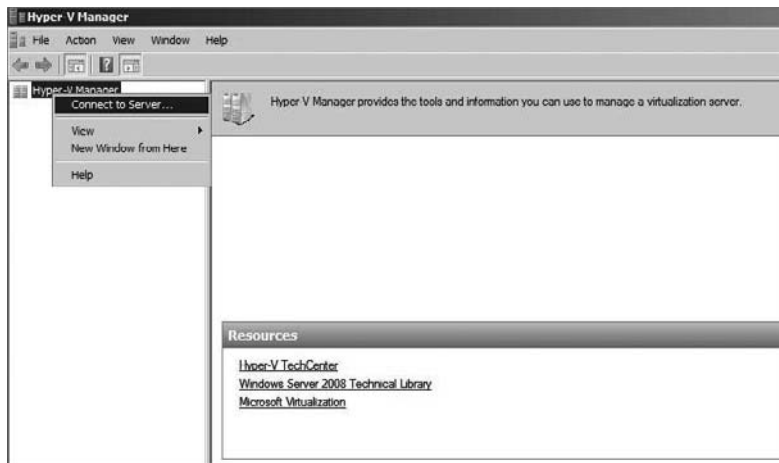 Hyper V Manager
File Action View Window Help
Hyper-V Manager
Connect to Server...
View
New Window from Here
Help
Hyper V Manager provides the tools and information you can use to manage a virtualization server.
Resources
Hyper-V TechCenter
Windows Server 2008 Technical Library
Microsoft Virtualization